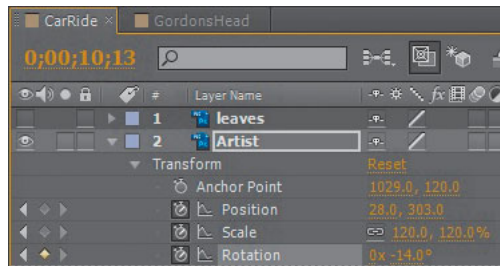 CarRide × GordonsHead
0;00;10;13
# Layer Name fx
1 leaves
2 Artist
Transform Reset
Anchor Point 1029.0, 120.0
Position 28.0, 303.0
Scale 120.0, 120.0%
Rotation 0x -14.0°